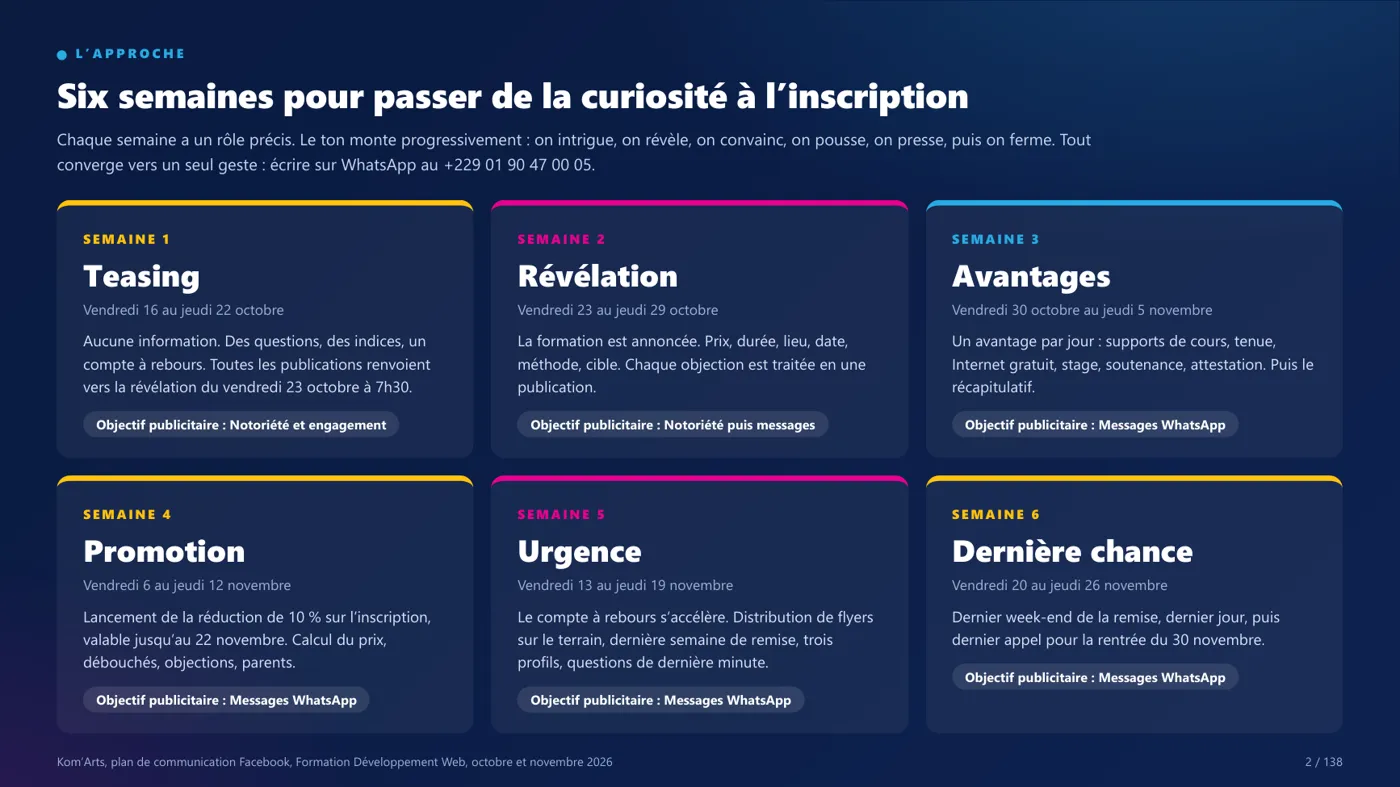 L'APPROCHE
Six semaines pour passer de la curiosité à l'inscription
Chaque semaine a un rôle précis. Le ton monte progressivement : on intrigue, on révèle, on convainc, on pousse, on presse, puis on ferme. Tout
converge vers un seul geste : écrire sur WhatsApp au +229 01 90 47 00 05.
SEMAINE 1
Teasing
Vendredi 16 au jeudi 22 octobre
Aucune information. Des questions, des indices, un
compte à rebours. Toutes les publications renvoient
vers la révélation du vendredi 23 octobre à 7h30.
Objectif publicitaire : Notoriété et engagement
SEMAINE 2
Révélation
Vendredi 23 au jeudi 29 octobre
La formation est annoncée. Prix, durée, lieu, date,
méthode, cible. Chaque objection est traitée en une
publication.
Objectif publicitaire : Notoriété puis messages
SEMAINE 3
Avantages
Vendredi 30 octobre au jeudi 5 novembre
Un avantage par jour : supports de cours, tenue,
Internet gratuit, stage, soutenance, attestation. Puis le
récapitulatif.
Objectif publicitaire : Messages WhatsApp
SEMAINE 4
Promotion
Vendredi 6 au jeudi 12 novembre
Lancement de la réduction de 10 % sur l'inscription,
valable jusqu'au 22 novembre. Calcul du prix,
débouchés, objections, parents.
Objectif publicitaire : Messages WhatsApp
SEMAINE 5
Urgence
Vendredi 13 au jeudi 19 novembre
Le compte à rebours s'accélère. Distribution de flyers
sur le terrain, dernière semaine de remise, trois
profils, questions de dernière minute.
Objectif publicitaire : Messages WhatsApp
SEMAINE 6
Dernière chance
Vendredi 20 au jeudi 26 novembre
Dernier week-end de la remise, dernier jour, puis
dernier appel pour la rentrée du 30 novembre.
Objectif publicitaire : Messages WhatsApp
Kom'Arts, plan de communication Facebook, Formation Développement Web, octobre et novembre 2026
2 / 138